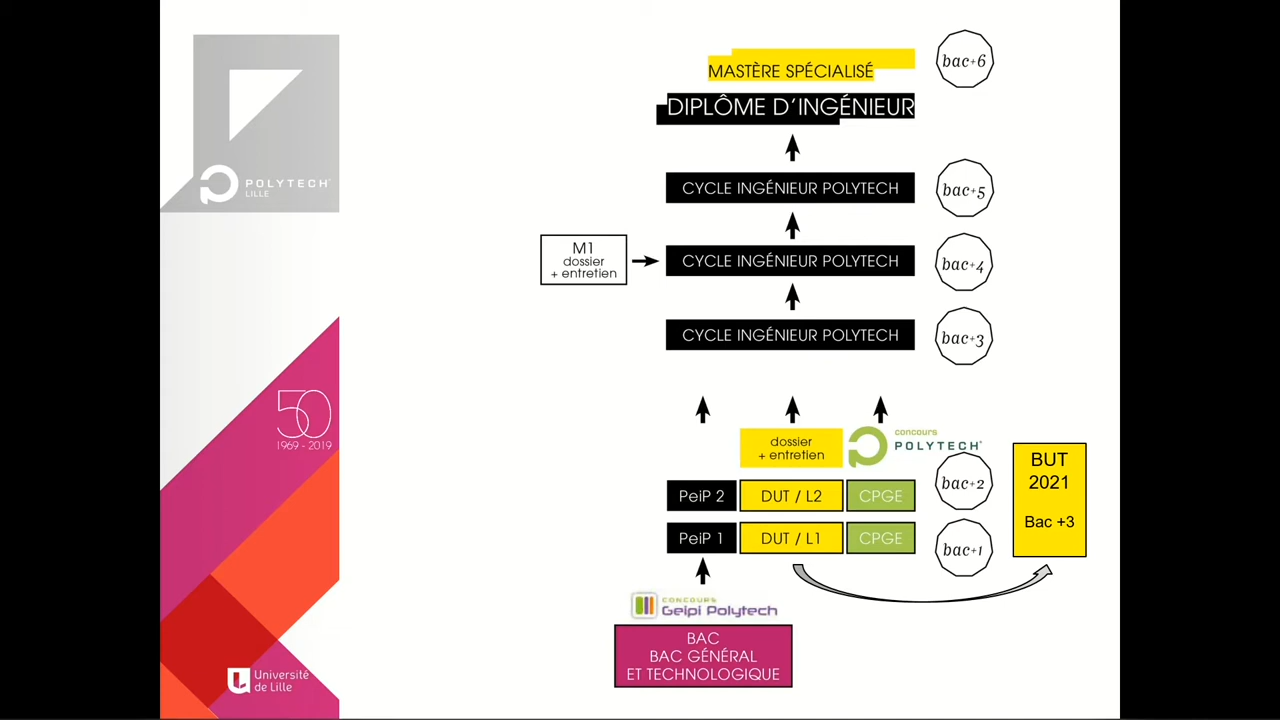 POLYTECH
LILLE
50
1969 - 2019
Université
de Lille
MASTÈRE SPÉCIALISÉ
bac+6
DIPLÔME D'INGÉNIEUR
CYCLE INGÉNIEUR POLYTECH
bac+5
M1
dossier
+ entretien
CYCLE INGÉNIEUR POLYTECH
bac+4
CYCLE INGÉNIEUR POLYTECH
bac+3
dossier
+ entretien
concours
POLYTECH
PeiP 2
DUT / L2
CPGE
bac+2
PeiP 1
DUT / L1
CPGE
bac+1
BUT
2021
Bac +3
CONCOURS
Geipi Polytech
BAC
BAC GÉNÉRAL
ET TECHNOLOGIQUE